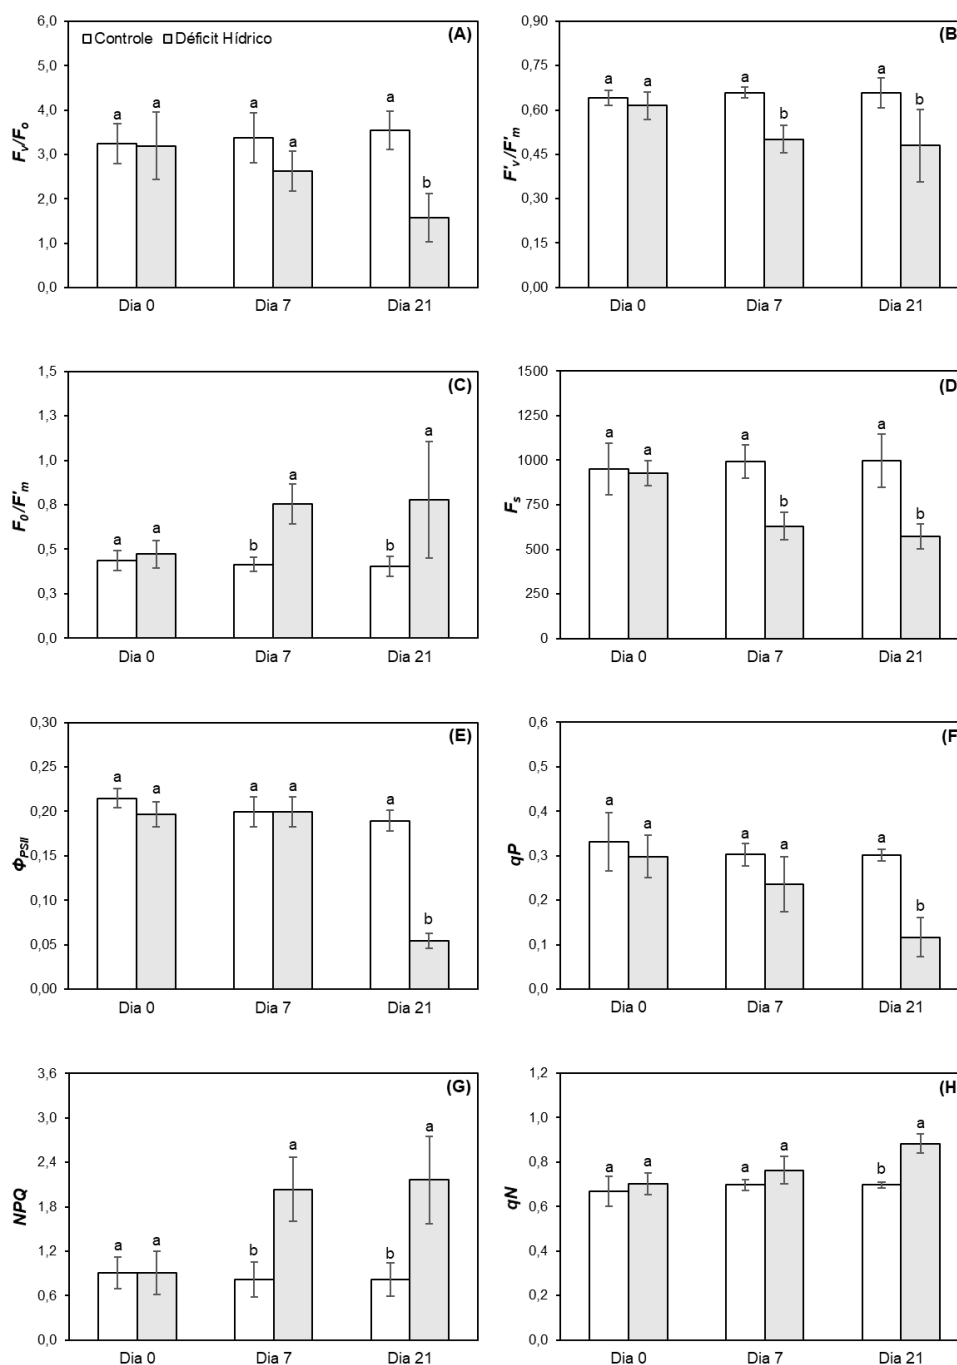 (A)
Controle Déficit Hídrico
6,0
5,0
4,0
3,0
2,0
1,0
0,0
Fv/Fo
a a a a a b
Dia 0 Dia 7 Dia 21
(B)
0,90
0,75
0,60
0,45
0,30
0,15
0,00
F'v/F'm
a a a b a b
Dia 0 Dia 7 Dia 21
(C)
1,5
1,3
1,0
0,8
0,5
0,3
0,0
F0/F'm
a a b a b a
Dia 0 Dia 7 Dia 21
(D)
1500
1250
1000
750
500
250
0
Fs
a a a b a b
Dia 0 Dia 7 Dia 21
(E)
0,30
0,25
0,20
0,15
0,10
0,05
0,00
ΦPSII
a a a a a b
Dia 0 Dia 7 Dia 21
(F
0,6
0,5
0,4
0,3
0,2
0,1
0,0
qP
a a a a a b
Dia 0 Dia 7 Dia 21
(G)
3,6
3,0
2,4
1,8
1,2
0,6
0,0
NPQ
a a b a b a
Dia 0 Dia 7 Dia 21
(H
1,2
1,0
0,8
0,6
0,4
0,2
0,0
qN
a a a a b a
Dia 0 Dia 7 Dia 21